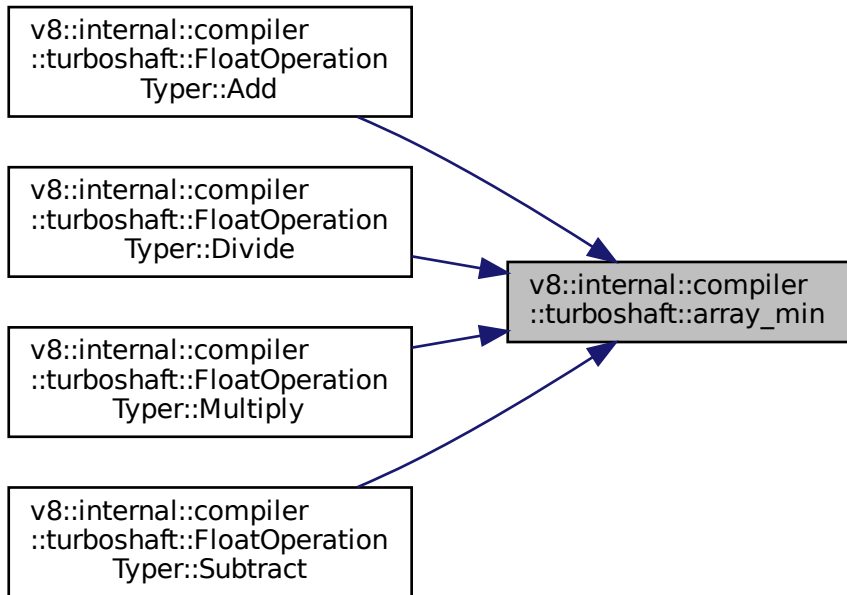 v8::internal::compiler
::turboshaft::FloatOperation
Typer::Add
v8::internal::compiler
::turboshaft::FloatOperation
Typer::Divide
v8::internal::compiler
::turboshaft::FloatOperation
Typer::Multiply
v8::internal::compiler
::turboshaft::FloatOperation
Typer::Subtract
v8::internal::compiler
::turboshaft::array_min